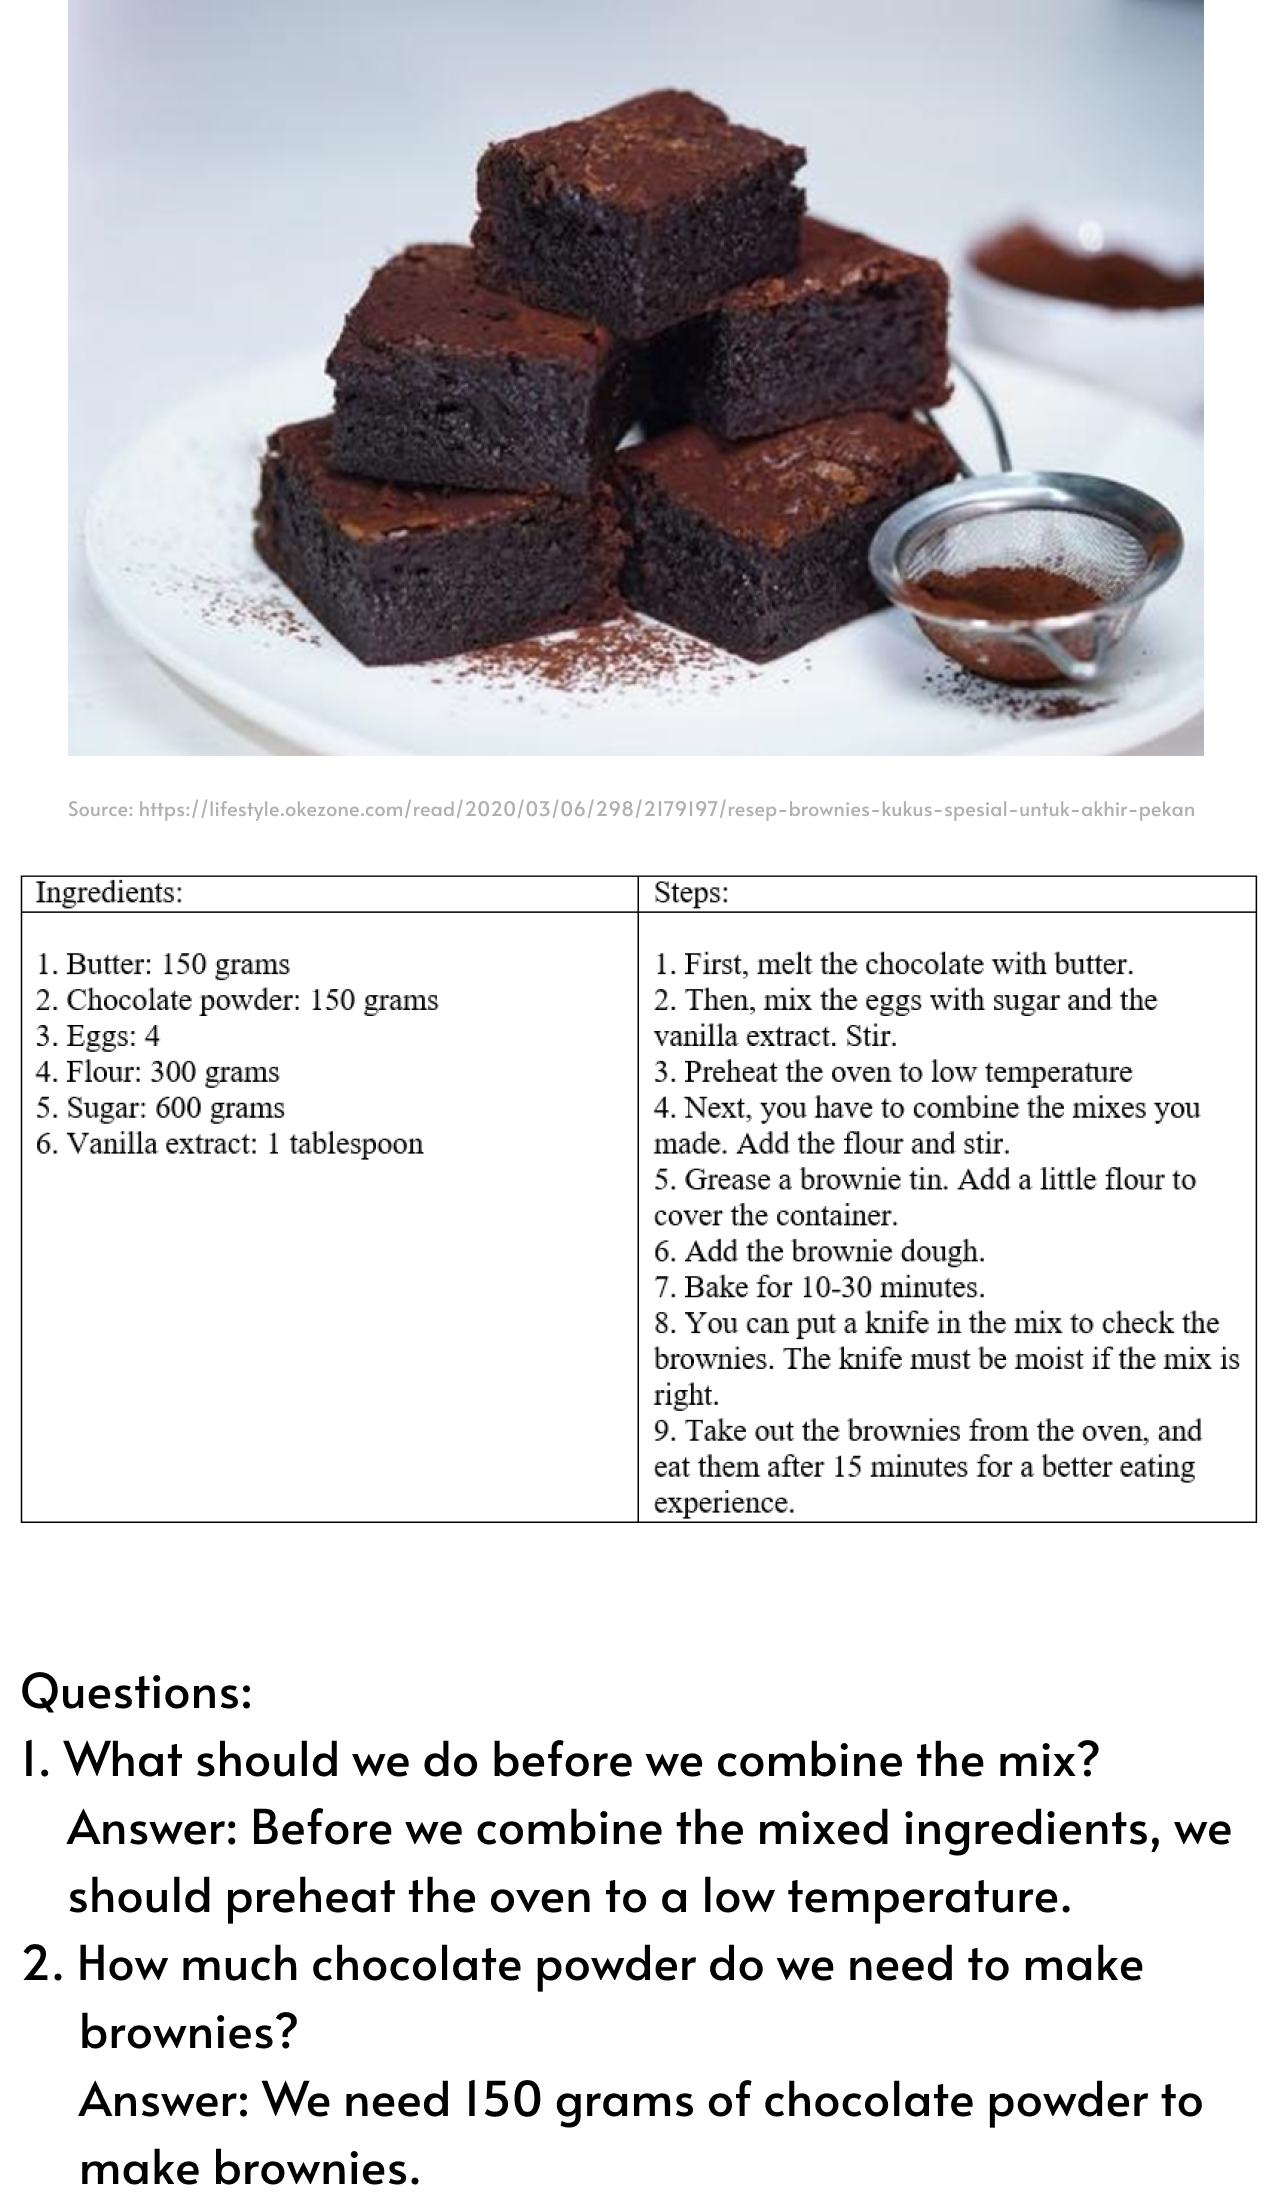 Source: https://lifestyle.okezone.com/read/2020/03/06/298/2179197/resep-brownies-kukus-spesial-untuk-akhir-pekan
Ingredients:
1. Butter: 150 grams
2. Chocolate powder: 150 grams
3. Eggs: 4
4. Flour: 300 grams
5. Sugar: 600 grams
6. Vanilla extract: 1 tablespoon
Steps:
1. First, melt the chocolate with butter.
2. Then, mix the eggs with sugar and the
vanilla extract. Stir.
3. Preheat the oven to low temperature
4. Next, you have to combine the mixes you
made. Add the flour and stir.
5. Grease a brownie tin. Add a little flour to
cover the container.
6. Add the brownie dough.
7. Bake for 10-30 minutes.
8. You can put a knife in the mix to check the
brownies. The knife must be moist if the mix is
right.
9. Take out the brownies from the oven, and
eat them after 15 minutes for a better eating
experience.
Questions:
1. What should we do before we combine the mix?
Answer: Before we combine the mixed ingredients, we
should preheat the oven to a low temperature.
2. How much chocolate powder do we need to make
brownies?
Answer: We need 150 grams of chocolate powder to
make brownies.